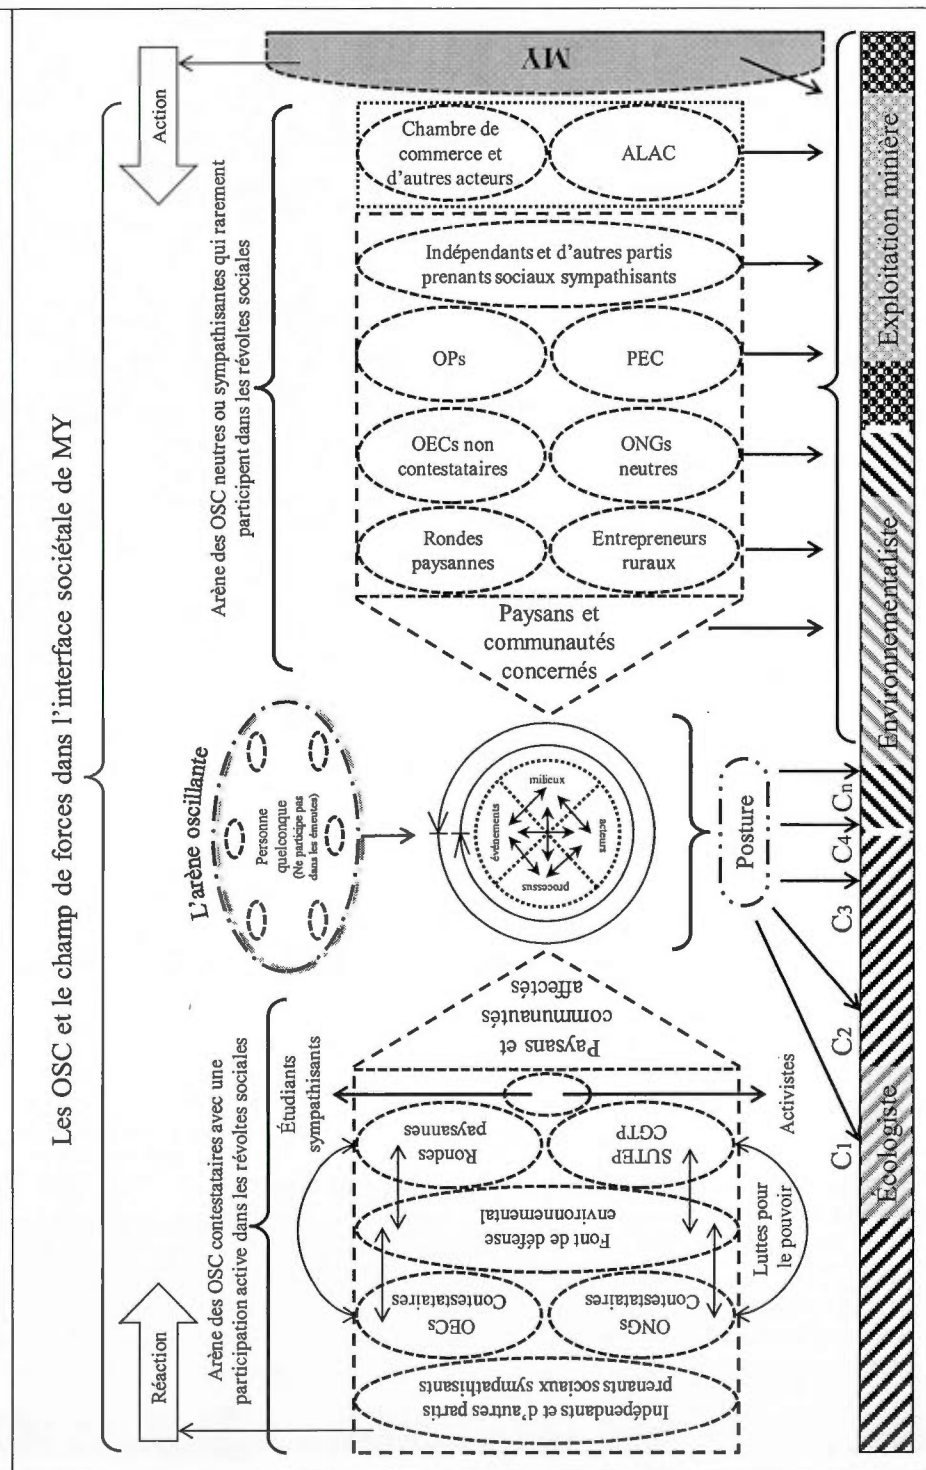 Les OSC et le champ de forces dans l'interface sociétale de MY
Réaction
Action
Arène des OSC contestataires avec une
participation active dans les révoltes sociales
L'arène oscillante
Personne
quelconque
(Ne participe pas
dans les émeutes)
Arène des OSC neutres ou sympathisantes qui rarement
participent dans les révoltes sociales
Indépendants et d'autres partis
prenants sociaux sympathisants
OECs
Contestataires
ONGs
Contestataires
Font de défense
environnemental
Rondes
paysannes
SUTEP
CGTP
Étudiants
sympathisants
Activistes
Luttes pour
le pouvoir
Paysans et
communautés
affectés
événements
milieux
processus
acteurs
Paysans et
communautés
concernés
Rondes
paysannes
Entrepreneurs
ruraux
OECs non
contestataires
ONGs
neutres
OPs
PEC
Indépendants et d'autres partis
prenants sociaux sympathisants
Chambre de
commerce et
d'autres acteurs
ALAC
MY
Posture
C1
C2
C3
C4
Cn
Ecologiste
Environnementaliste
Exploitation minière